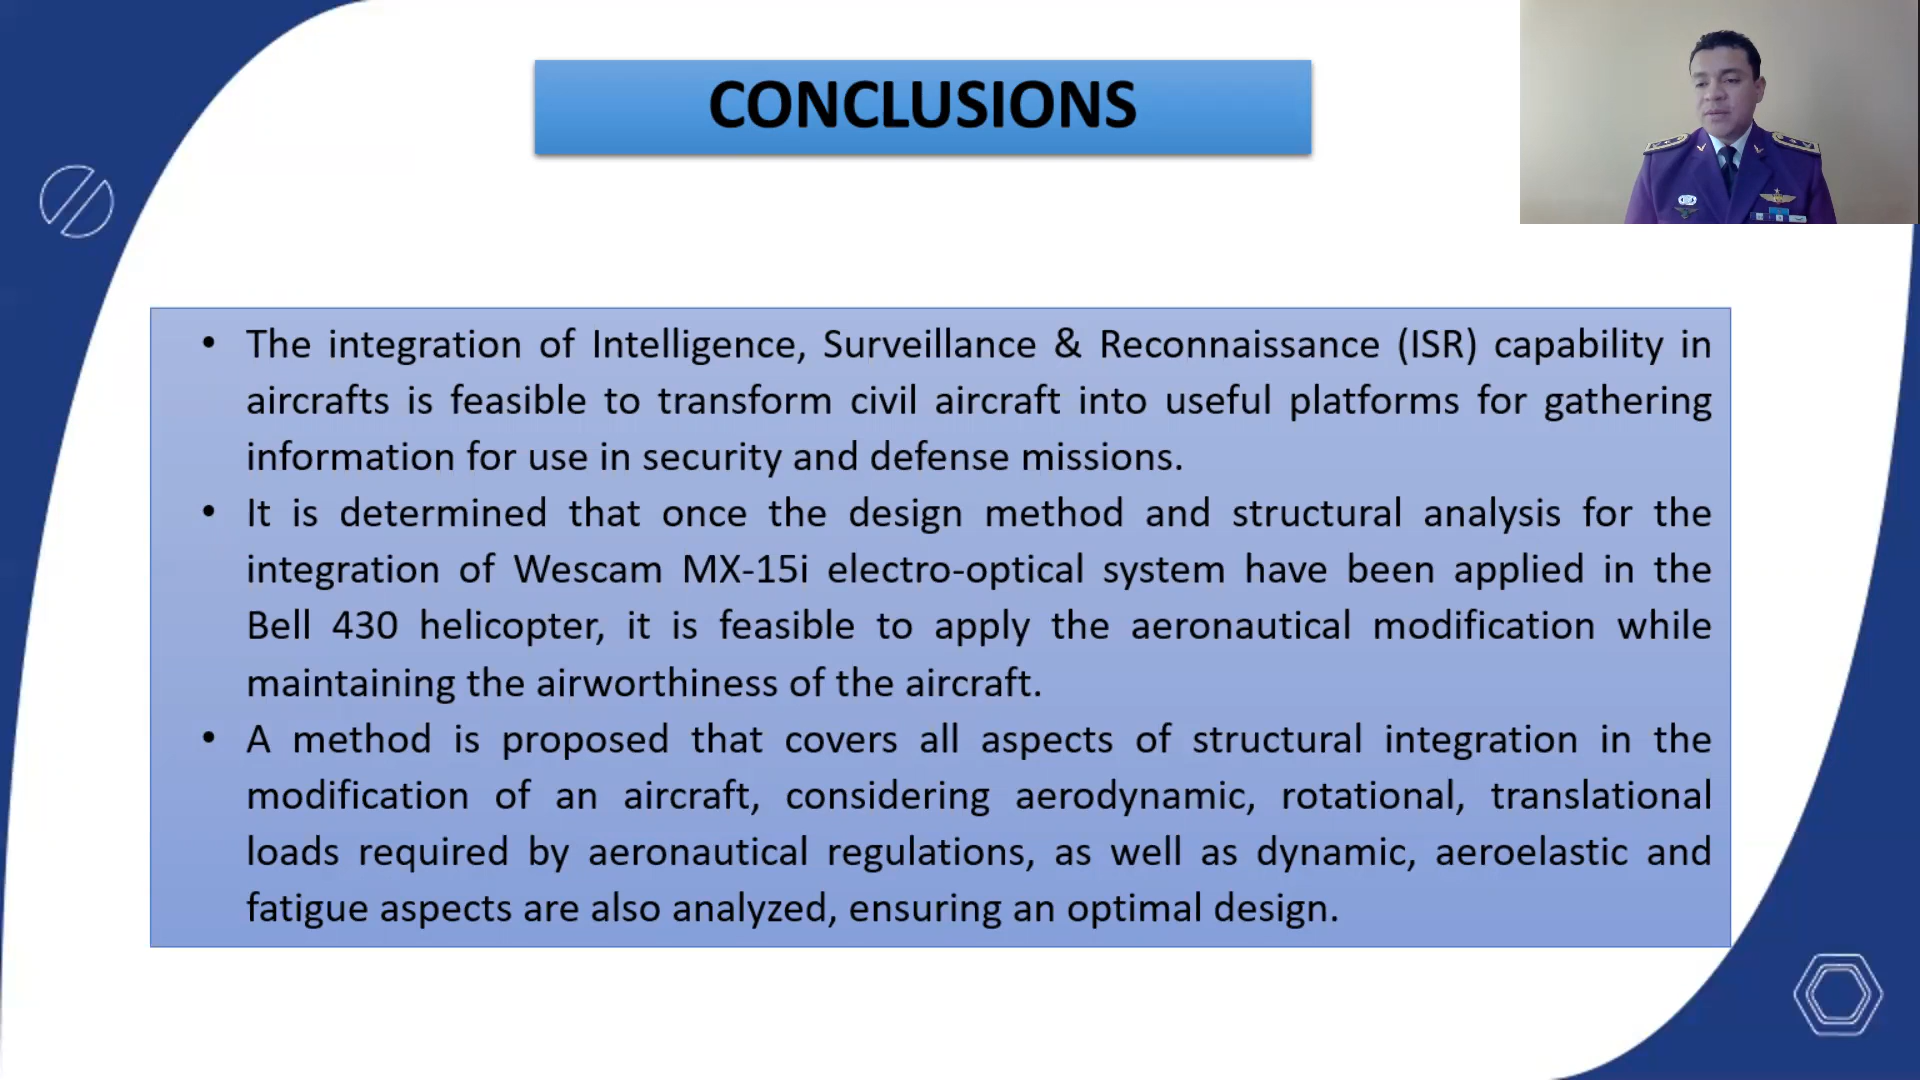 CONCLUSIONS
• The integration of Intelligence, Surveillance & Reconnaissance (ISR) capability in
aircrafts is feasible to transform civil aircraft into useful platforms for gathering
information for use in security and defense missions.
• It is determined that once the design method and structural analysis for the
integration of Wescam MX-15i electro-optical system have been applied in the
Bell 430 helicopter, it is feasible to apply the aeronautical modification while
maintaining the airworthiness of the aircraft.
• A method is proposed that covers all aspects of structural integration in the
modification of an aircraft, considering aerodynamic, rotational, translational
loads required by aeronautical regulations, as well as dynamic, aeroelastic and
fatigue aspects are also analyzed, ensuring an optimal design.